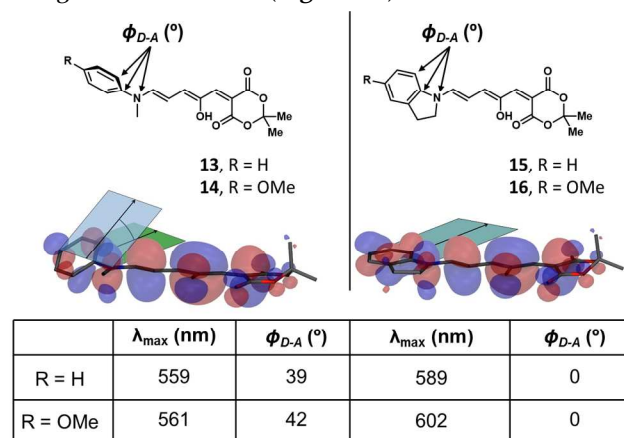 ϕD-A (º)
R
N
OH
O
O
O
O
Me
Me
13, R = H
14, R = OMe
ϕD-A (º)
R
N
OH
O
O
O
O
Me
Me
15, R = H
16, R = OMe
λmax (nm) ϕD-A (º) λmax (nm) ϕD-A (º)
R = H 559 39 589 0
R = OMe 561 42 602 0